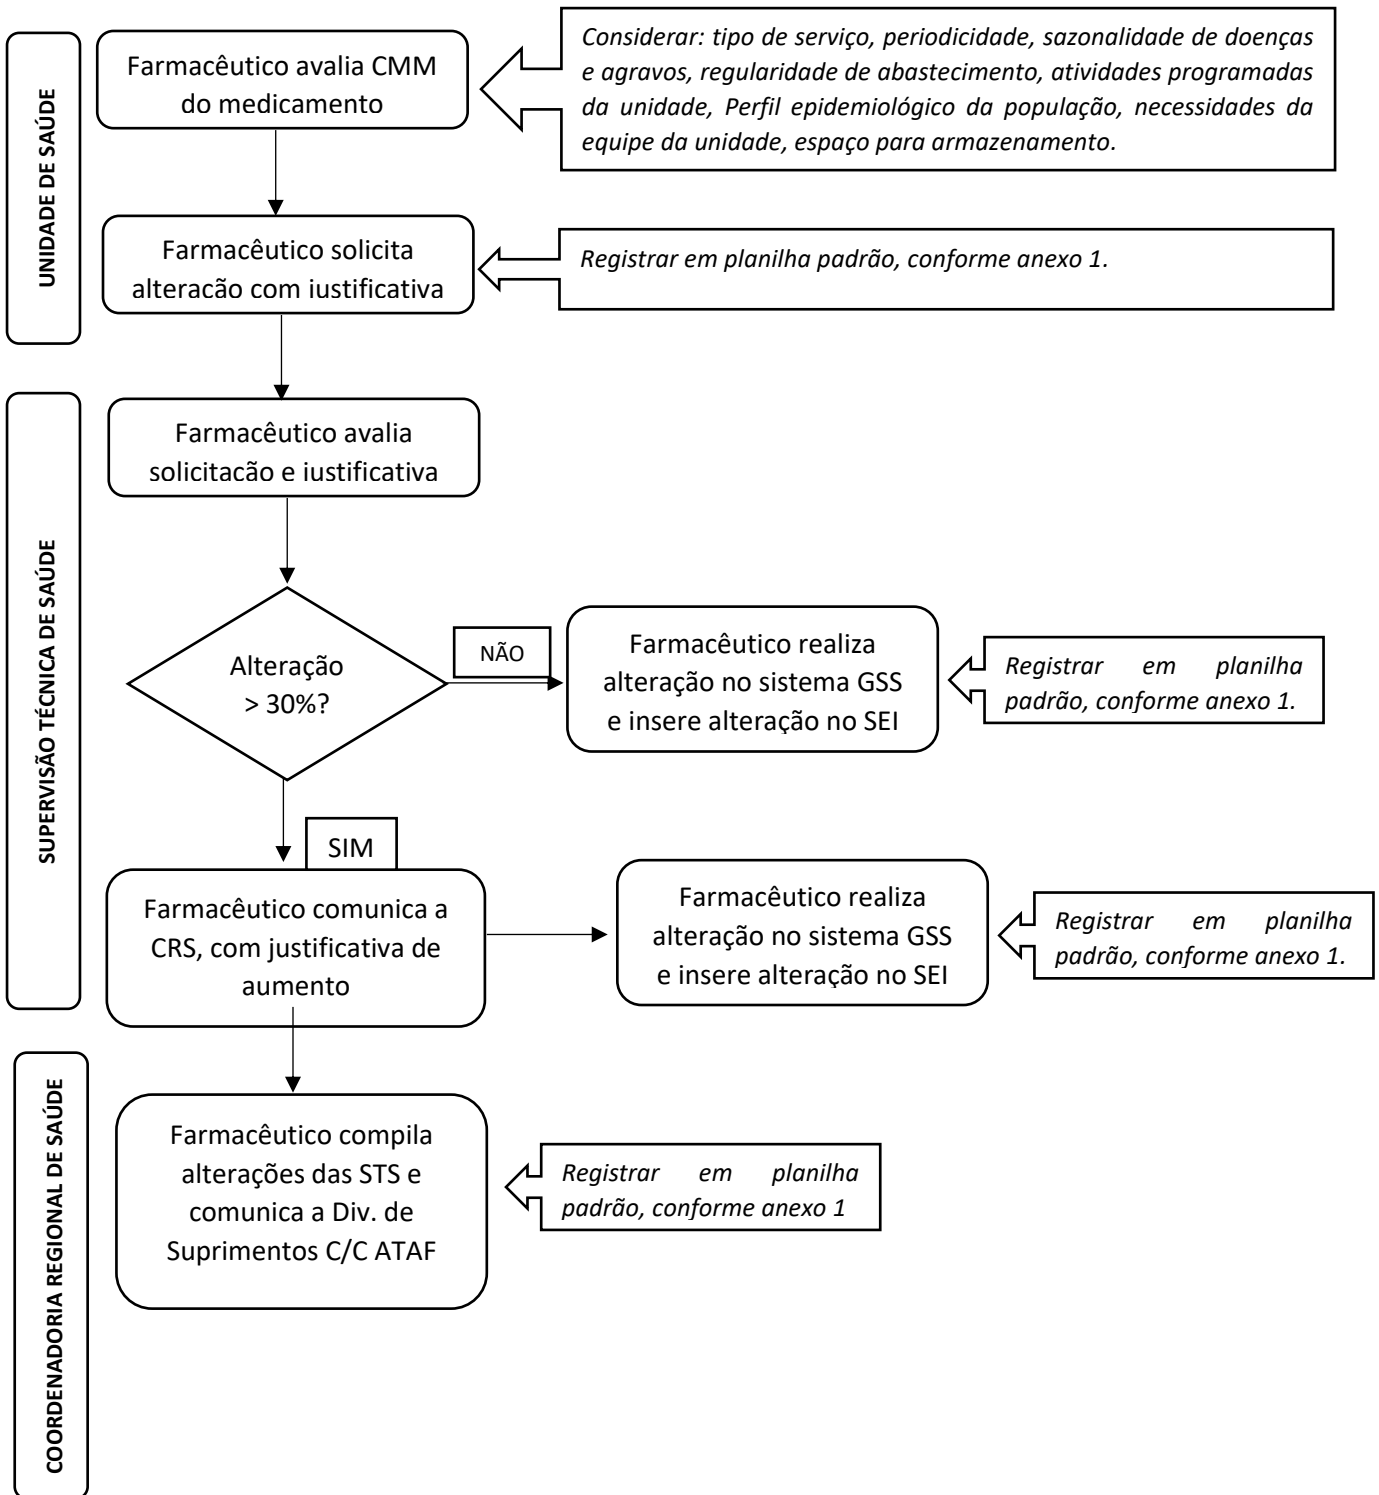 UNIDADE DE SAÚDE
Farmacêutico avalia CMM
do medicamento
Considerar: tipo de serviço, periodicidade, sazonalidade de doenças
e agravos, regularidade de abastecimento, atividades programadas
da unidade, Perfil epidemiológico da população, necessidades da
equipe da unidade, espaço para armazenamento.
Farmacêutico solicita
alteração com justificativa
Registrar em planilha padrão, conforme anexo 1.
SUPERVISÃO TÉCNICA DE SAÚDE
Farmacêutico avalia
solicitação e justificativa
Alteração
> 30%?
NÃO
Farmacêutico realiza
alteração no sistema GSS
e insere alteração no SEI
Registrar em planilha
padrão, conforme anexo 1.
SIM
Farmacêutico comunica a
CRS, com justificativa de
aumento
Farmacêutico realiza
alteração no sistema GSS
e insere alteração no SEI
Registrar em planilha
padrão, conforme anexo 1.
COORDENADORIA REGIONAL DE SAÚDE
Farmacêutico compila
alterações das STS e
comunica a Div. de
Suprimentos C/C ATAF
Registrar em planilha
padrão, conforme anexo 1